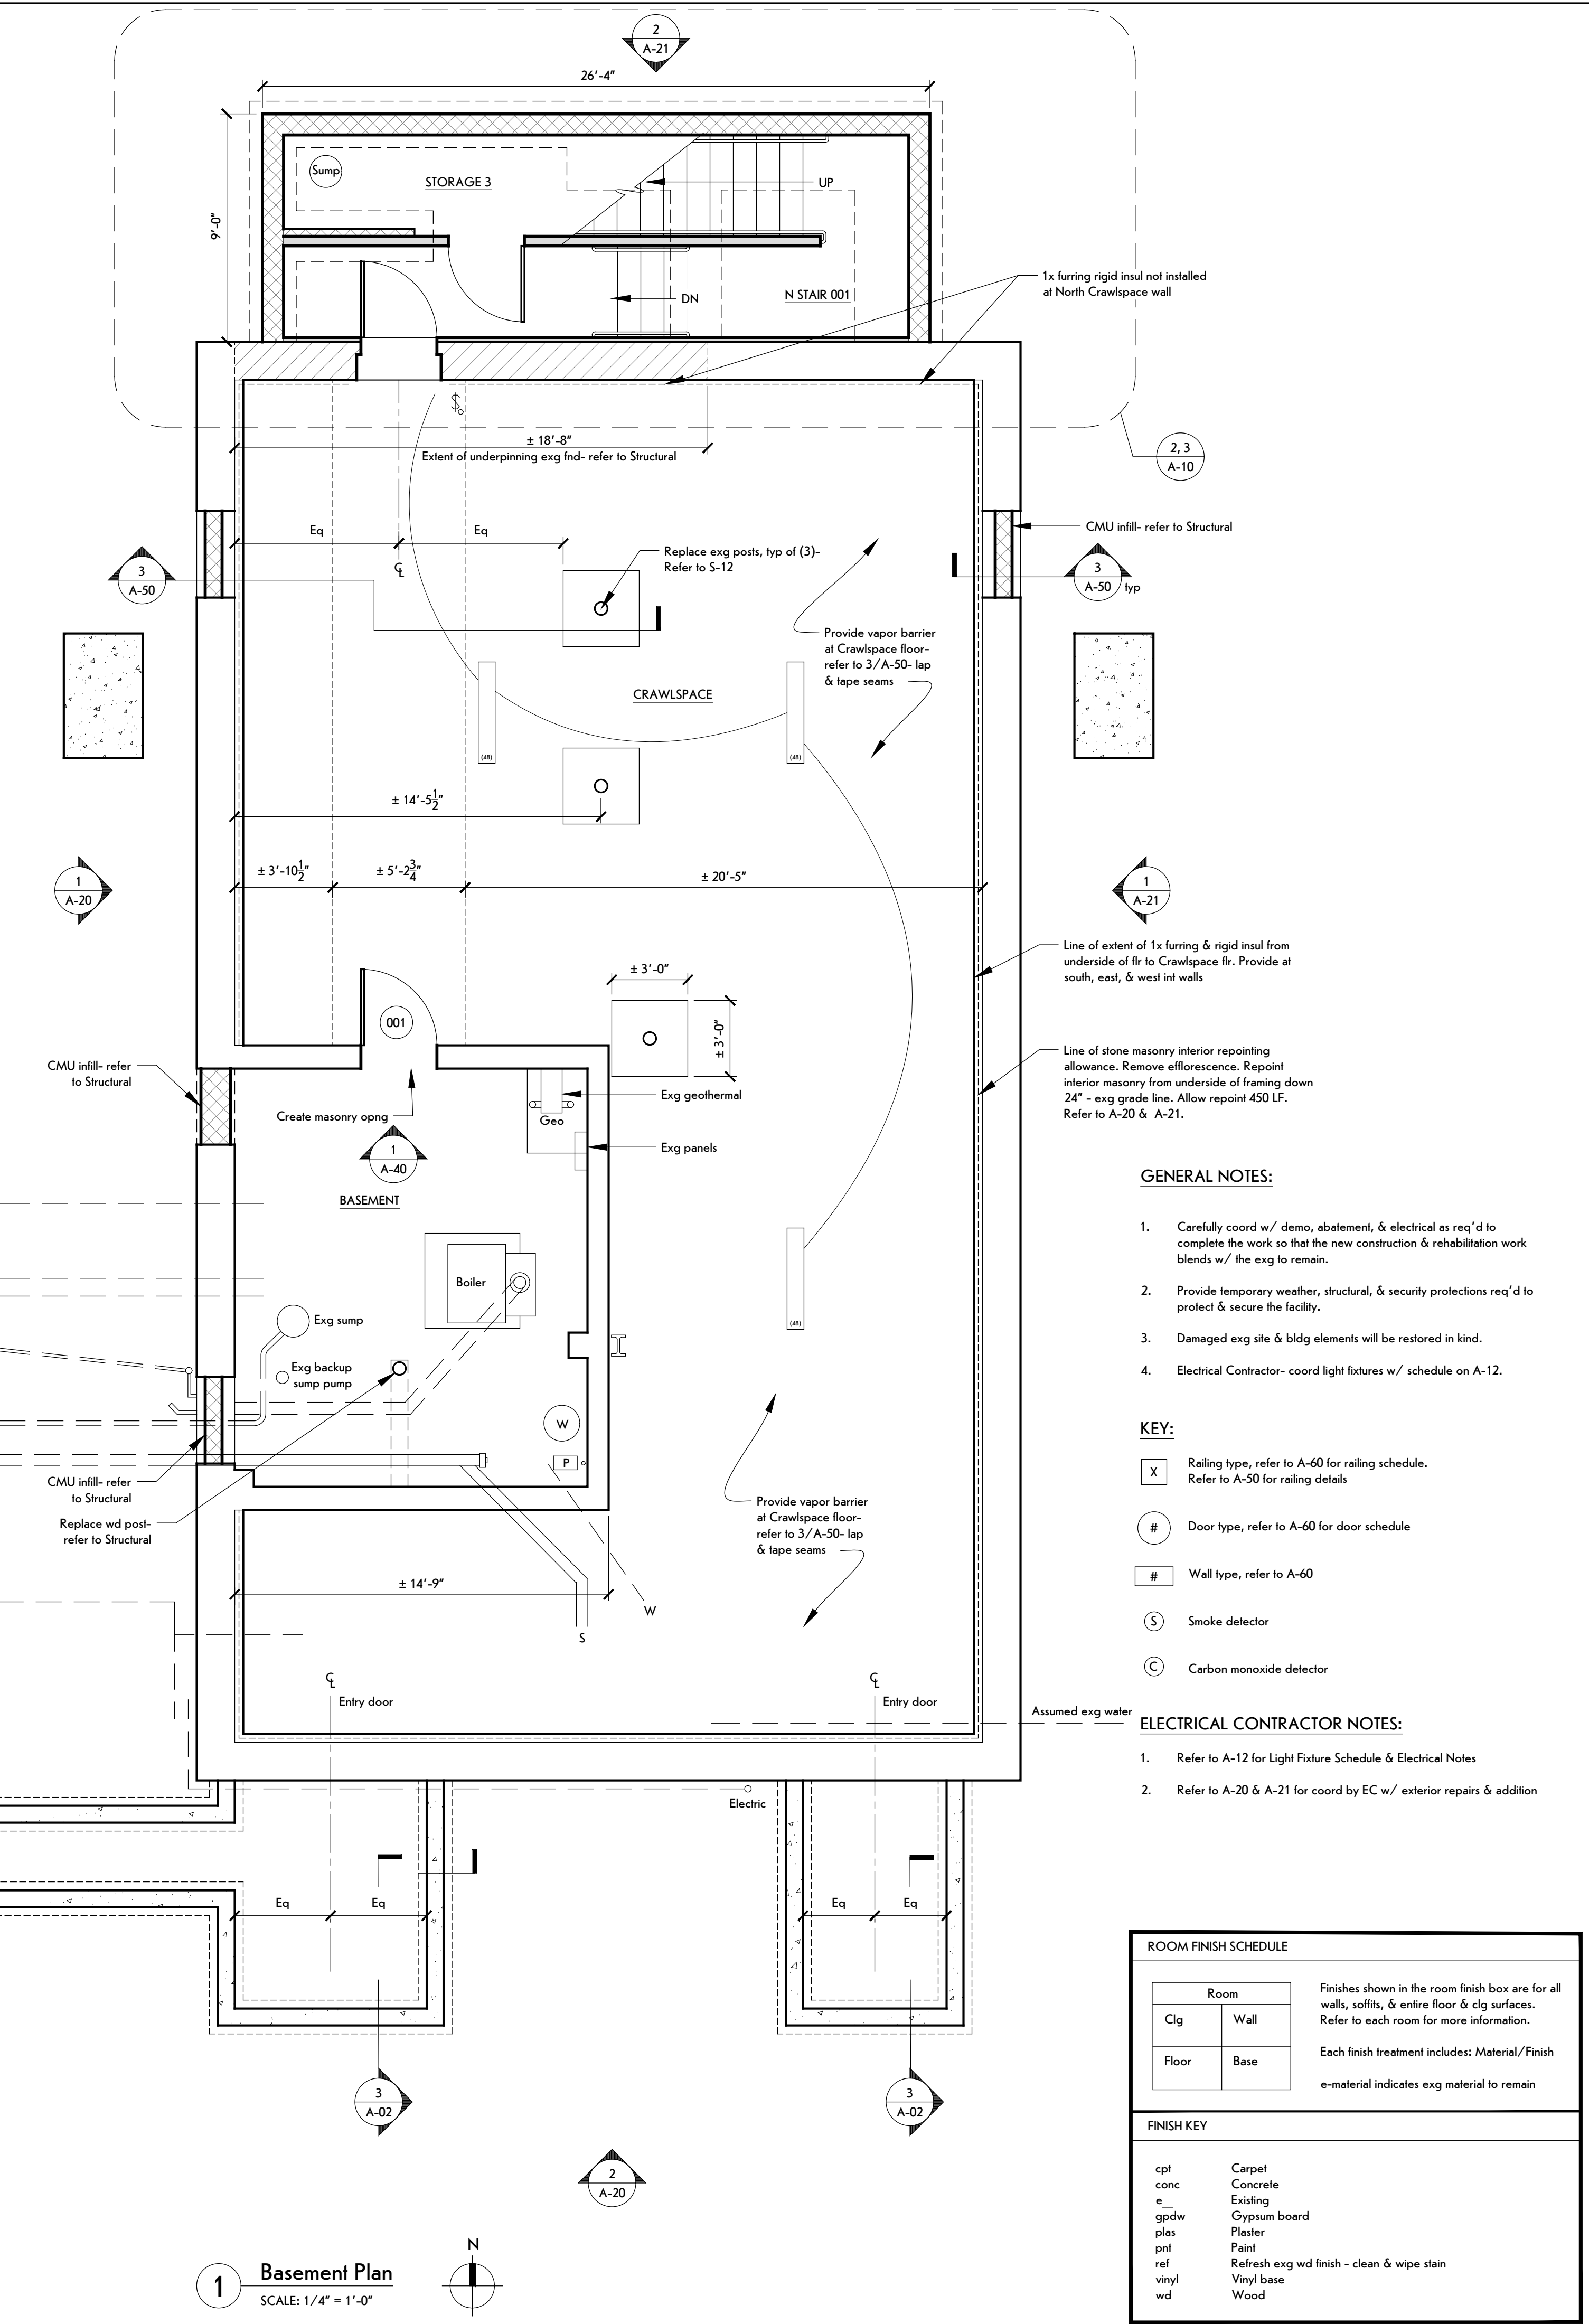 2
A-21
26'-4"
9'-0"
Sump
STORAGE 3
UP
DN
N STAIR 001
1x furring rigid insul not installed
at North Crawlspace wall
± 18'-8"
Extent of underpinning exg fnd- refer to Structural
2, 3
A-10
Eq
Eq
CMU infill- refer to Structural
Replace exg posts, typ of (3)-
Refer to S-12
3
A-50
3
A-50
typ
Provide vapor barrier
at Crawlspace floor-
refer to 3/A-50- lap
& tape seams
CRAWLSPACE
(48)
(48)
± 14'-5 1/2"
± 3'-10 1/2"
± 5'-2 3/4"
± 20'-5"
1
A-20
1
A-21
Line of extent of 1x furring & rigid insul from
underside of flr to Crawlspace flr. Provide at
south, east, & west int walls
± 3'-0"
± 3'-0"
001
CMU infill- refer
to Structural
Line of stone masonry interior repointing
allowance. Remove efflorescence. Repoint
interior masonry from underside of framing down
24" - exg grade line. Allow repoint 450 LF.
Refer to A-20 & A-21.
Create masonry opng
Exg geothermal
Geo
Exg panels
1
A-40
BASEMENT
GENERAL NOTES:
1. Carefully coord w/ demo, abatement, & electrical as req'd to
complete the work so that the new construction & rehabilitation work
blends w/ the exg to remain.
2. Provide temporary weather, structural, & security protections req'd to
protect & secure the facility.
3. Damaged exg site & bldg elements will be restored in kind.
4. Electrical Contractor- coord light fixtures w/ schedule on A-12.
Boiler
Exg sump
(48)
Exg backup
sump pump
W
P
KEY:
X Railing type, refer to A-60 for railing schedule.
Refer to A-50 for railing details
# Door type, refer to A-60 for door schedule
# Wall type, refer to A-60
S Smoke detector
C Carbon monoxide detector
CMU infill- refer
to Structural
Replace wd post-
refer to Structural
Provide vapor barrier
at Crawlspace floor-
refer to 3/A-50- lap
& tape seams
± 14'-9"
W
S
Entry door
Entry door
Assumed exg water
ELECTRICAL CONTRACTOR NOTES:
1. Refer to A-12 for Light Fixture Schedule & Electrical Notes
2. Refer to A-20 & A-21 for coord by EC w/ exterior repairs & addition
Electric
Eq
Eq
Eq
Eq
3
A-02
3
A-02
2
A-20
ROOM FINISH SCHEDULE
Room
Clg Wall
Floor Base
Finishes shown in the room finish box are for all
walls, soffits, & entire floor & clg surfaces.
Refer to each room for more information.
Each finish treatment includes: Material/Finish
e-material indicates exg material to remain
FINISH KEY
cpt Carpet
conc Concrete
e__ Existing
gpdw Gypsum board
plas Plaster
pnt Paint
ref Refresh exg wd finish - clean & wipe stain
vinyl Vinyl base
wd Wood
1
Basement Plan
SCALE: 1/4" = 1'-0"
N